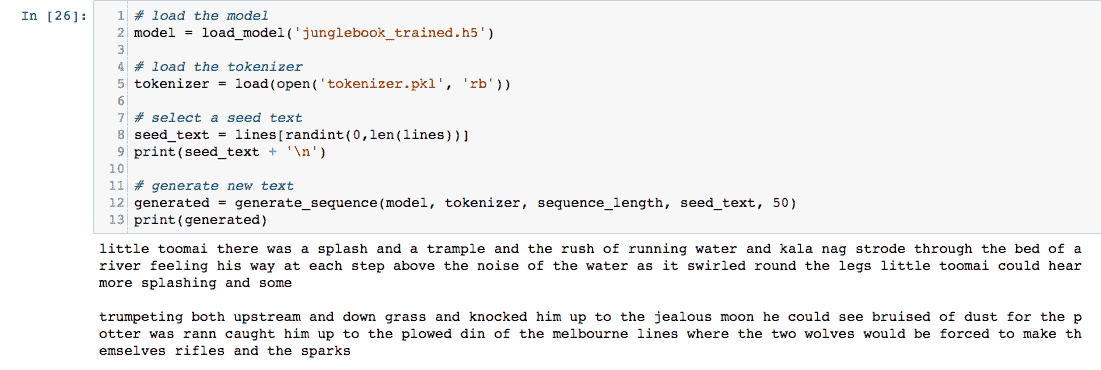 In [26]:
1 # load the model
2 model = load_model('junglebook_trained.h5')
3
4 # load the tokenizer
5 tokenizer = load(open('tokenizer.pkl', 'rb'))
6
7 # select a seed text
8 seed_text = lines[randint(0,len(lines))]
9 print(seed_text + '\n')
10
11 # generate new text
12 generated = generate_sequence(model, tokenizer, sequence_length, seed_text, 50)
13 print(generated)
little toomai there was a splash and a trample and the rush of running water and kala nag strode through the bed of a
river feeling his way at each step above the noise of the water as it swirled round the legs little toomai could hear
more splashing and some
trumpeting both upstream and down grass and knocked him up to the jealous moon he could see bruised of dust for the p
otter was rann caught him up to the plowed din of the melbourne lines where the two wolves would be forced to make th
emselves rifles and the sparks